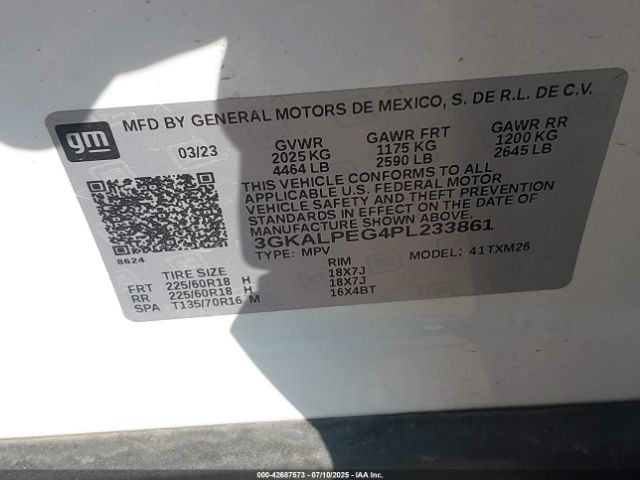 gm
MFD BY GENERAL MOTORS DE MEXICO, S. DE R.L. DE C.V.
03/23 GVWR GAWR FRT GAWR RR
2025 KG 1175 KG 1200 KG
4464 LB 2590 LB 2645 LB
THIS VEHICLE CONFORMS TO ALL
APPLICABLE U.S. FEDERAL MOTOR
VEHICLE SAFETY AND THEFT PREVENTION
STANDARDS IN EFFECT ON THE DATE OF
MANUFACTURE SHOWN ABOVE.
3GKALPEG4PL233861
8624 TYPE: MPV MODEL: 41TXM26
TIRE SIZE RIM
FRT 225/60R18 H 18X7J
RR 225/60R18 H 18X7J
SPA T135/70R16 M 16X4BT
000-42687573 — 07/10/2025 — IAA Inc.